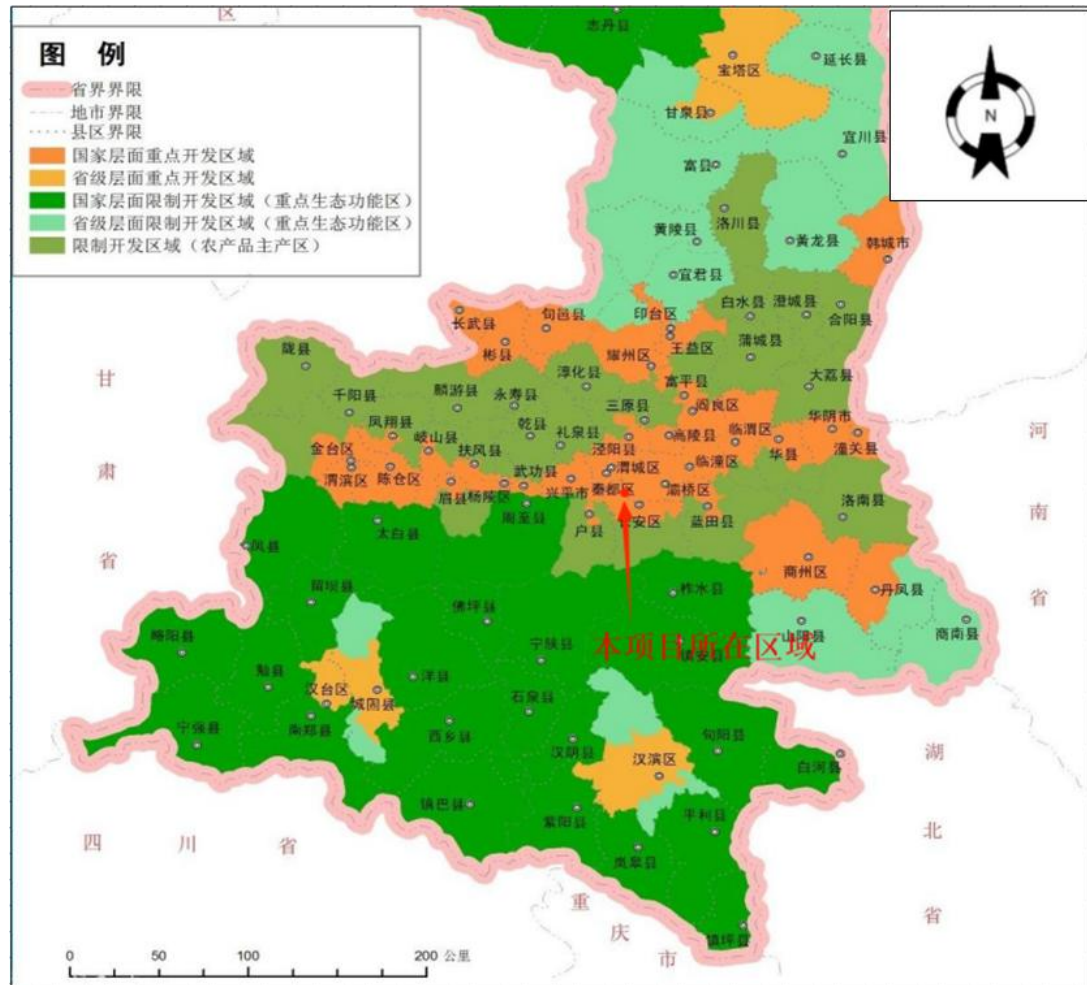 区
志丹县
图 例
省界界限
地市界限
县区界限
国家层面重点开发区域
省级层面重点开发区域
国家层面限制开发区域（重点生态功能区）
省级层面限制开发区域（重点生态功能区）
限制开发区域（农产品主产区）
N
宝塔区
延长县
甘泉县
宜川县
富县
洛川县
黄陵县
黄龙县
韩城市
宜君县
长武县
旬邑县
印台区
白水县
澄城县
合阳县
彬县
耀州区
王益区
蒲城县
陇县
甘
淳化县
富平县
大荔县
千阳县
麟游县
永寿县
三原县
阎良区
华阴市
凤翔县
岐山县
乾县
礼泉县
泾阳县
高陵县
临渭区
潼关县
河
金台区
扶风县
华县
渭滨区
陈仓区
武功县
渭城区
临潼区
肃
眉县
杨陵区
兴平市
秦都区
灞桥区
洛南县
周至县
户县
长安区
蓝田县
南
太白县
凤县
省
商州区
丹凤县
留坝县
佛坪县
柞水县
省
略阳县
宁陕县
山阳县
商南县
本项目所在区域
镇安县
勉县
洋县
汉台区
城固县
石泉县
宁强县
南郑县
西乡县
汉阴县
汉滨区
旬阳县
白河县
湖
镇巴县
紫阳县
平利县
四 川 省
岚皋县
北
重
庆
市
省
镇坪县
0 50 100 200 公里